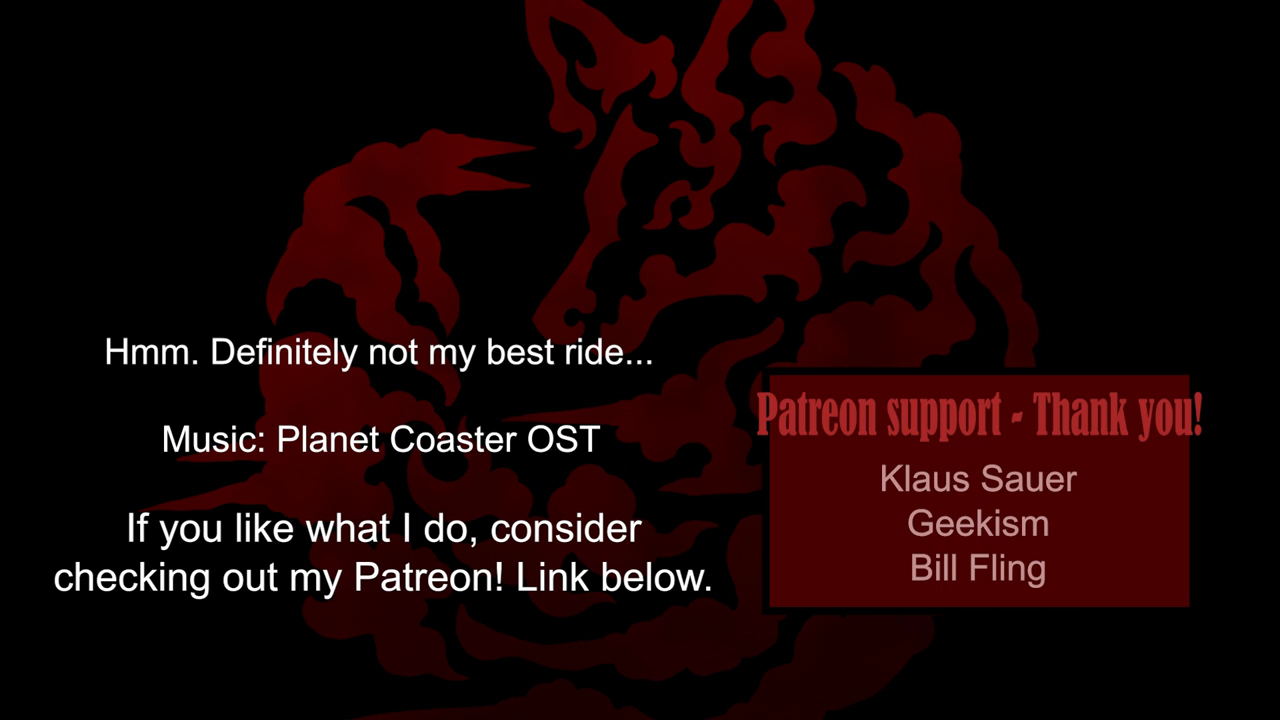 Hmm. Definitely not my best ride...
Music: Planet Coaster OST
If you like what I do, consider
checking out my Patreon! Link below.
Patreon support - Thank you!
Klaus Sauer
Geekism
Bill Fling